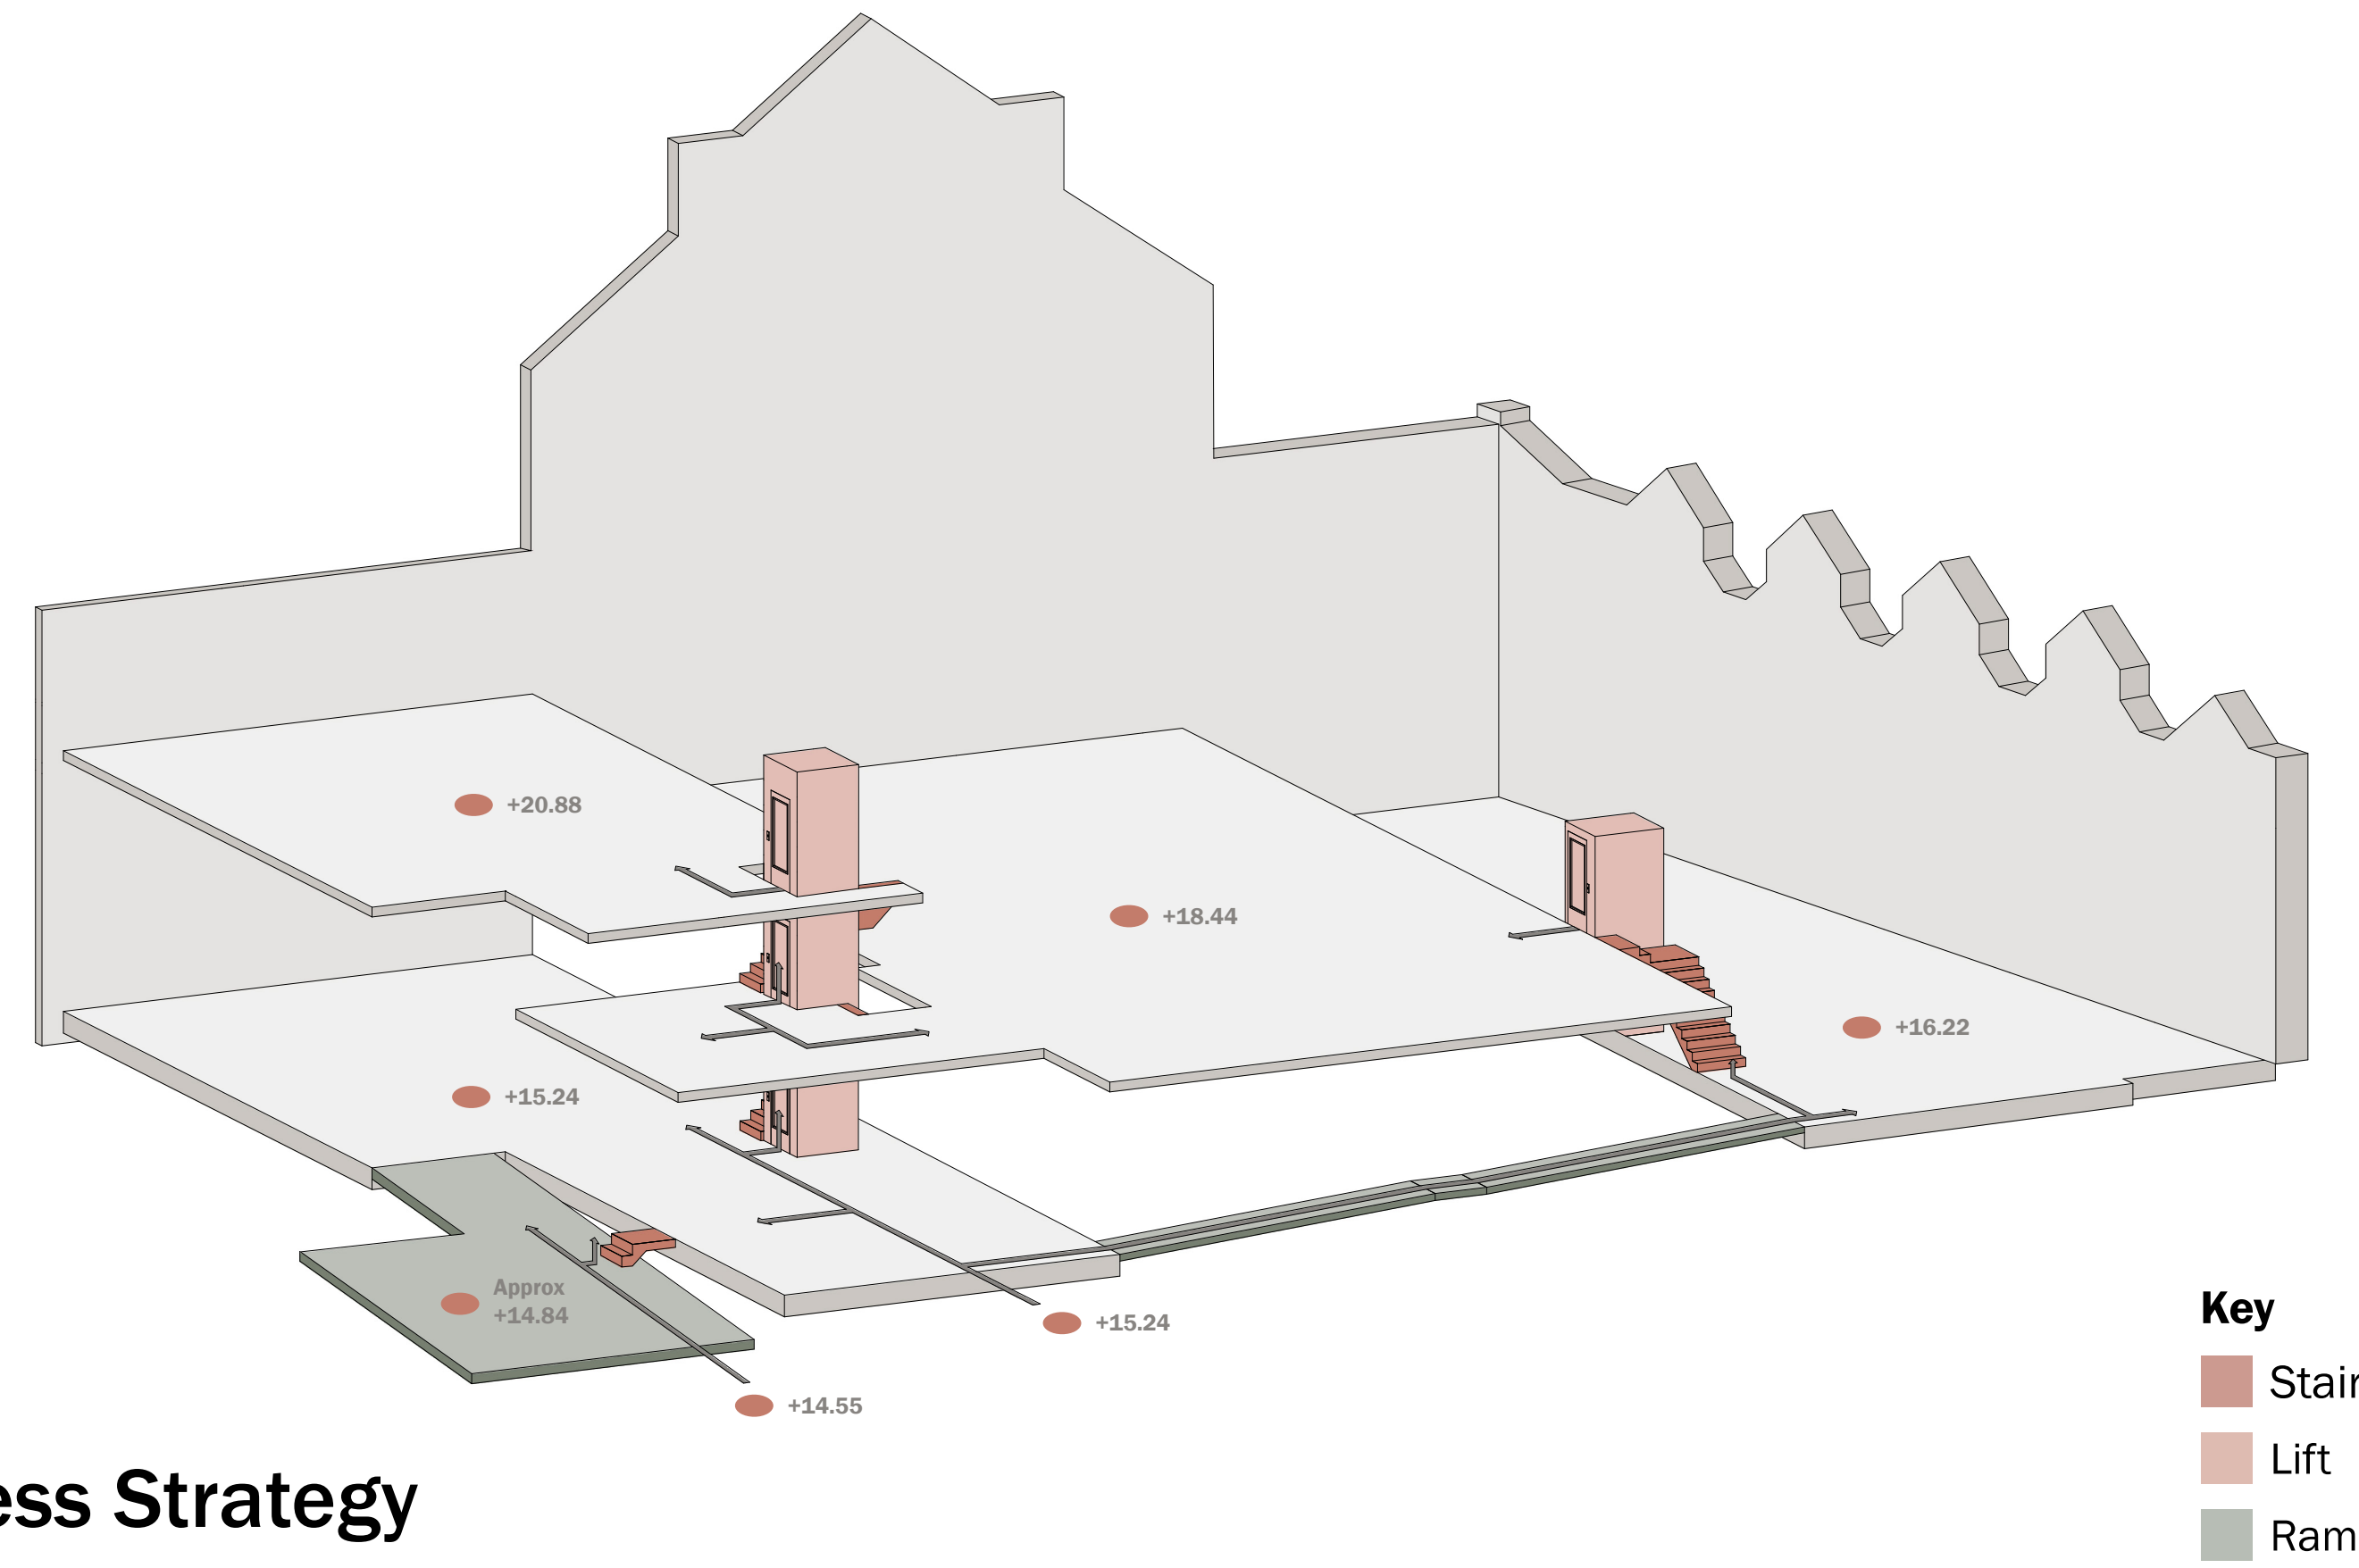 +20.88
+18.44
+16.22
+15.24
Approx
+14.84
+15.24
+14.55
Key
Stair
Lift
Ram
ess Strategy